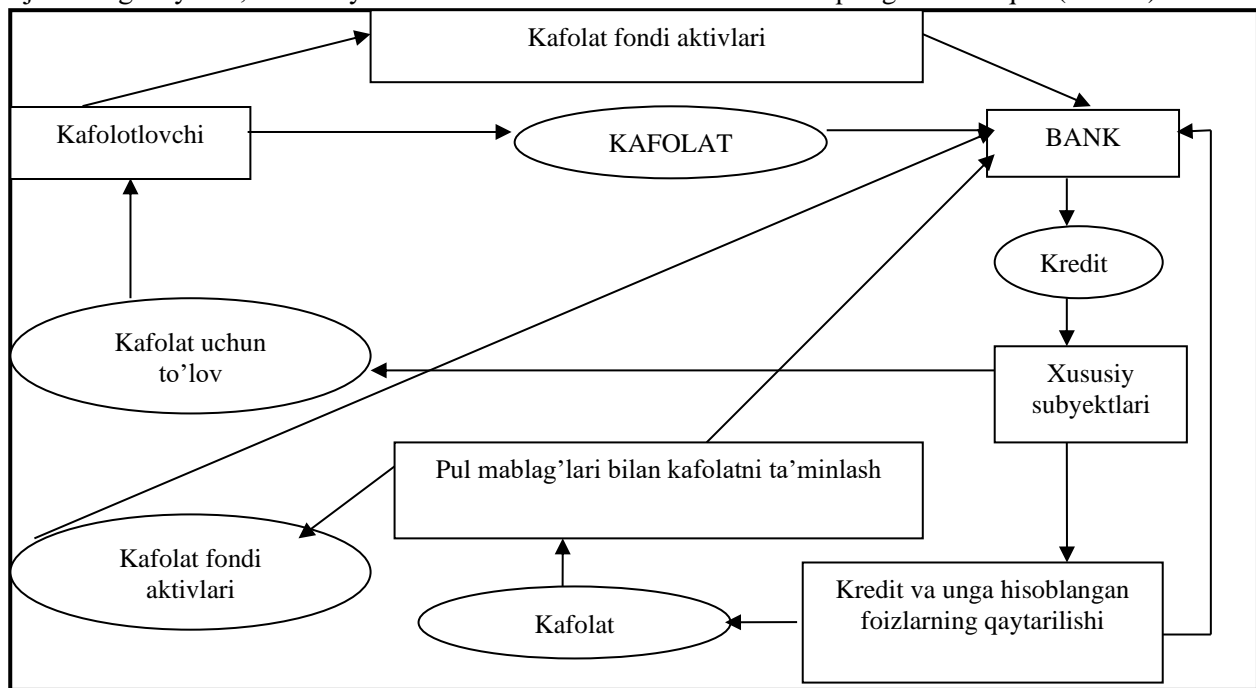 Kafolat fondi aktivlari
Kafolotlovchi
KAFOLAT
BANK
Kredit
Kafolat uchun
to’lov
Xususiy
subyektlari
Pul mablag’lari bilan kafolatni ta’minlash
Kafolat fondi
aktivlari
Kafolat
Kredit va unga hisoblangan
foizlarning qaytarilishi